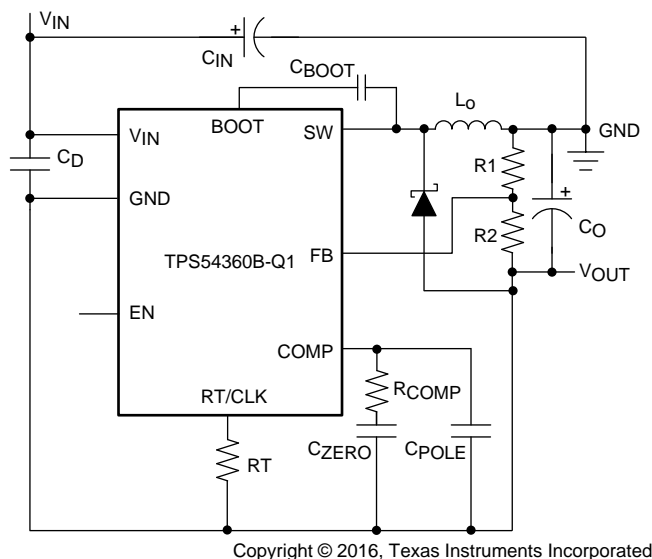 VIN
CIN
CBOOT
BOOT
VIN
SW
LO
GND
CD
R1
GND
CO
R2
FB
TPS54360B-Q1
VOUT
EN
COMP
RCOMP
RT/CLK
CZERO
CPOLE
RT
Copyright © 2016, Texas Instruments Incorporated